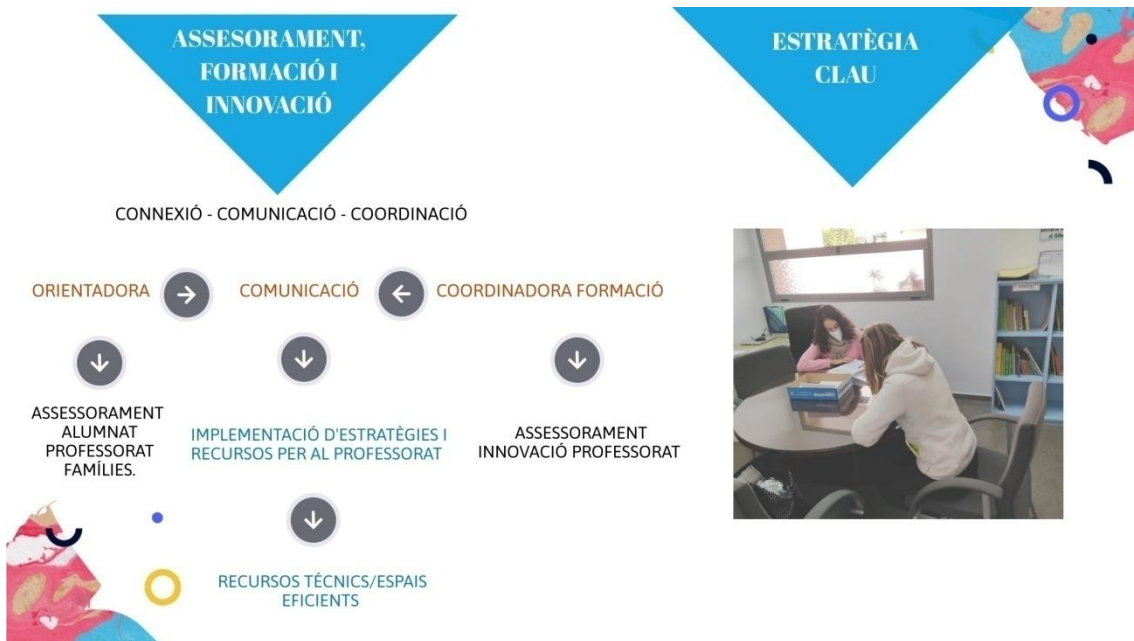 ASSESORAMENT,
FORMACIÓ I
INNOVACIÓ
ESTRATÈGIA
CLAU
CONNEXIÓ - COMUNICACIÓ - COORDINACIÓ
ORIENTADORA
COMUNICACIÓ
COORDINADORA FORMACIÓ
ASSESSORAMENT
ALUMNAT
PROFESSORAT
FAMÍLIES.
IMPLEMENTACIÓ D'ESTRATÈGIES I
RECURSOS PER AL PROFESSORAT
ASSESSORAMENT
INNOVACIÓ PROFESSORAT
RECURSOS TÉCNICS/ESPAIS
EFICIENTS